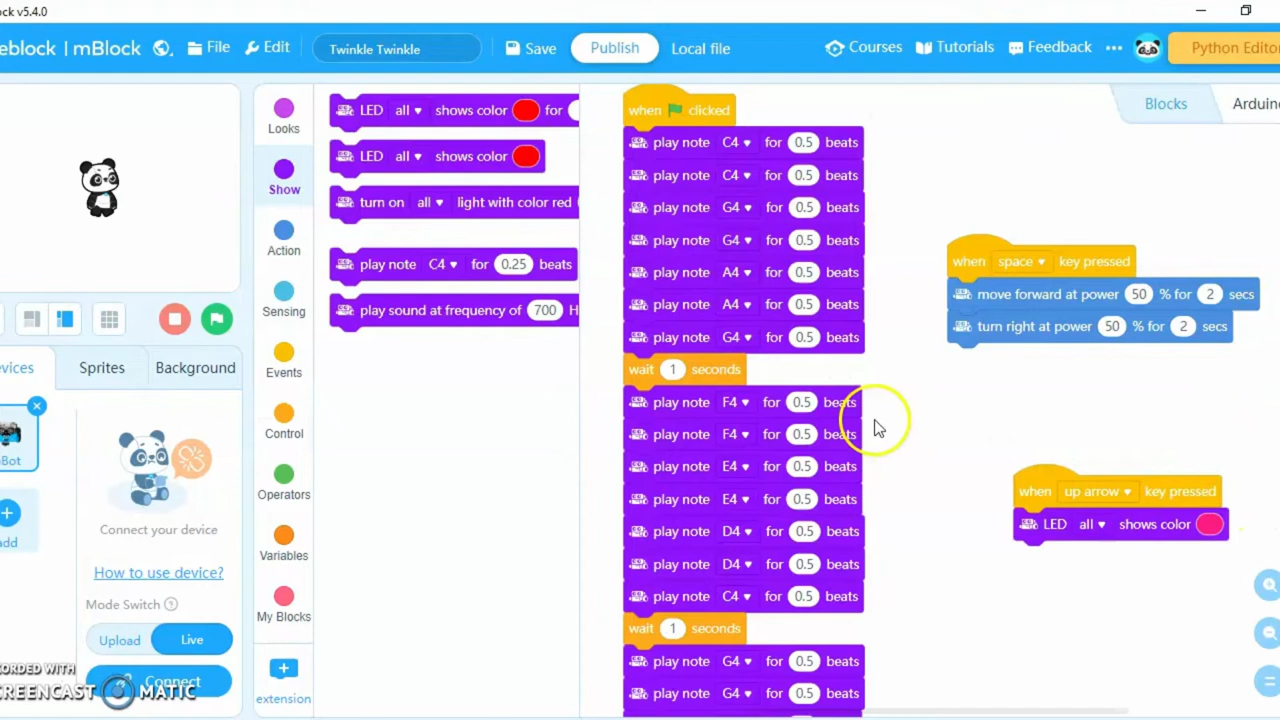 ock v5.4.0
eblock | mBlock File Edit Twinkle Twinkle Save Publish Local file Courses Tutorials Feedback ••• Python Editor
Looks
Show
Action
Sensing
Events
Control
Operators
Variables
My Blocks
extension
LED all shows color for
LED all shows color
turn on all light with color red
play note C4 for 0.25 beats
play sound at frequency of 700 H
when clicked
play note C4 for 0.5 beats
play note C4 for 0.5 beats
play note G4 for 0.5 beats
play note G4 for 0.5 beats
play note A4 for 0.5 beats
play note A4 for 0.5 beats
play note G4 for 0.5 beats
wait 1 seconds
play note F4 for 0.5 beats
play note F4 for 0.5 beats
play note E4 for 0.5 beats
play note E4 for 0.5 beats
play note D4 for 0.5 beats
play note D4 for 0.5 beats
play note C4 for 0.5 beats
wait 1 seconds
play note G4 for 0.5 beats
play note G4 for 0.5 beats
Blocks Arduino
when space key pressed
move forward at power 50 % for 2 secs
turn right at power 50 % for 2 secs
when up arrow key pressed
LED all shows color
evices Sprites Background
Bot
add
Connect your device
How to use device?
Mode Switch ?
Upload Live
Connect
CORDED WITH
SCREENCAST MATIC